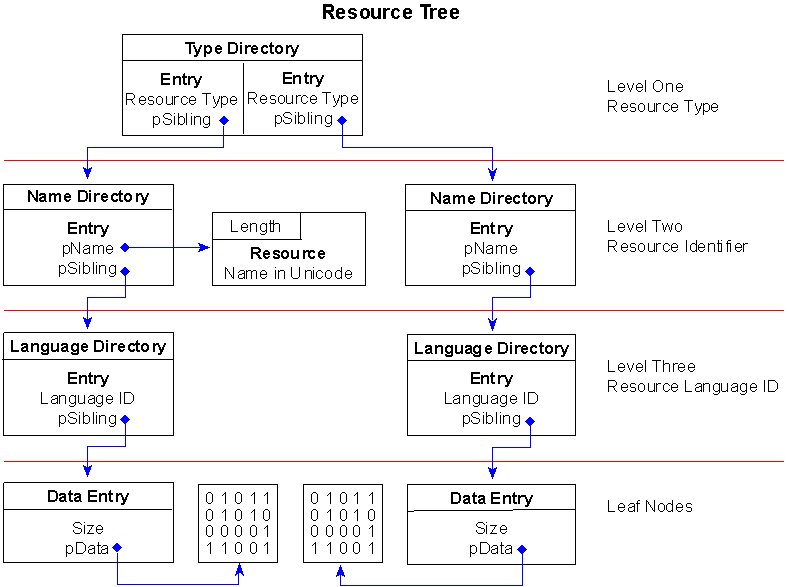 Resource Tree
Type Directory
Entry
Resource Type
pSibling
Entry
Resource Type
pSibling
Level One
Resource Type
Name Directory
Entry
pName
pSibling
Length
Resource
Name in Unicode
Name Directory
Entry
pName
pSibling
Level Two
Resource Identifier
Language Directory
Entry
Language ID
pSibling
Language Directory
Entry
Language ID
pSibling
Level Three
Resource Language ID
Data Entry
Size
pData
0 1 0 1 1
0 1 0 1 0
0 0 0 0 1
1 1 0 0 1
0 1 0 1 1
0 1 0 1 0
0 0 0 0 1
1 1 0 0 1
Data Entry
Size
pData
Leaf Nodes